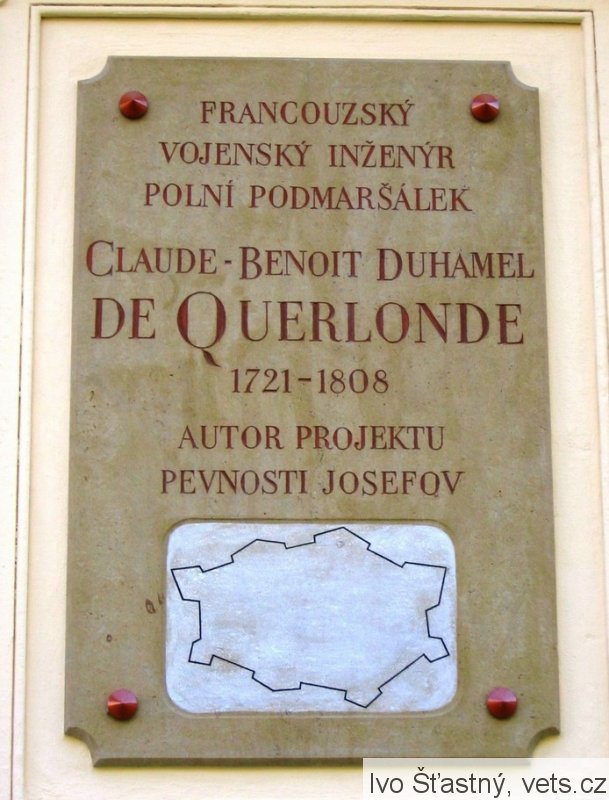 FRANCOUZSKÝ
VOJENSKÝ INŽENÝR
POLNÍ PODMARŠÁLEK
CLAUDE-BENOIT DUHAMEL
DE QUERLONDE
1721-1808
AUTOR PROJEKTU
PEVNOSTI JOSEFOV
Ivo Šťastný, vets.cz